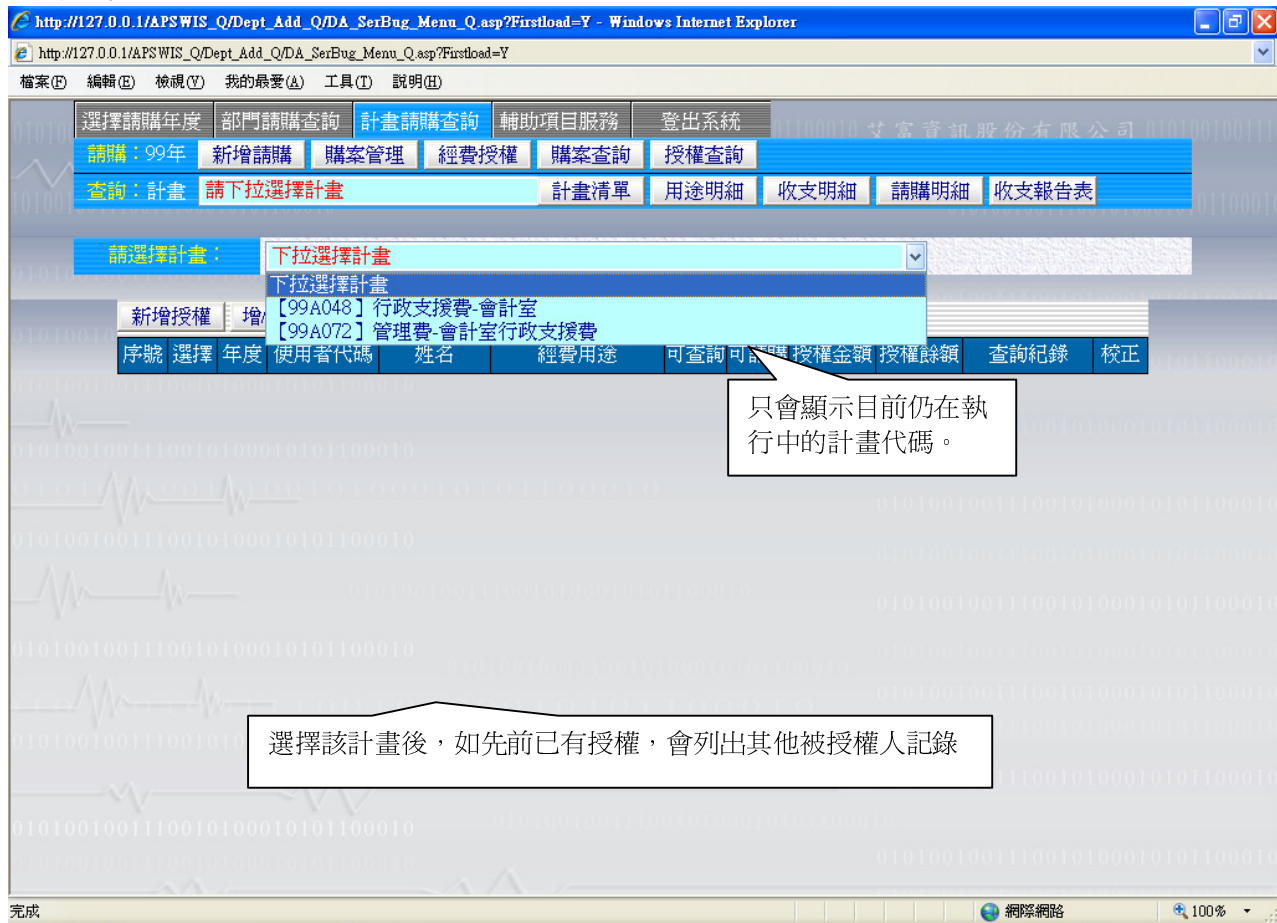 http://127.0.0.1/APSWIS_Q/Dept_Add_Q/DA_SerBug_Menu_Q.asp?Firstload=Y - Windows Internet Explorer
http://127.0.0.1/APSWIS_Q/Dept_Add_Q/DA_SerBug_Menu_Q.asp?Firstload=Y
檔案(F) 編輯(E) 檢視(V) 我的最愛(A) 工具(T) 說明(H)
選擇請購年度 部門請購查詢 計畫請購查詢 輔助項目服務 登出系統
艾富資訊股份有限公司
請購：99年 新增請購 購案管理 經費授權 購案查詢 授權查詢
查詢：計畫 請下拉選擇計畫 計畫清單 用途明細 收支明細 請購明細 收支報告表
請選擇計畫： 下拉選擇計畫
下拉選擇計畫
【99A048】行政支援費-會計室
【99A072】管理費-會計室行政支援費
新增授權 增
序號 選擇 年度 使用者代碼 姓名 經費用途 可查詢 可請購 授權金額 授權餘額 查詢紀錄 校正
只會顯示目前仍在執
行中的計畫代碼。
選擇該計畫後，如先前已有授權，會列出其他被授權人記錄
完成 網際網路 100%